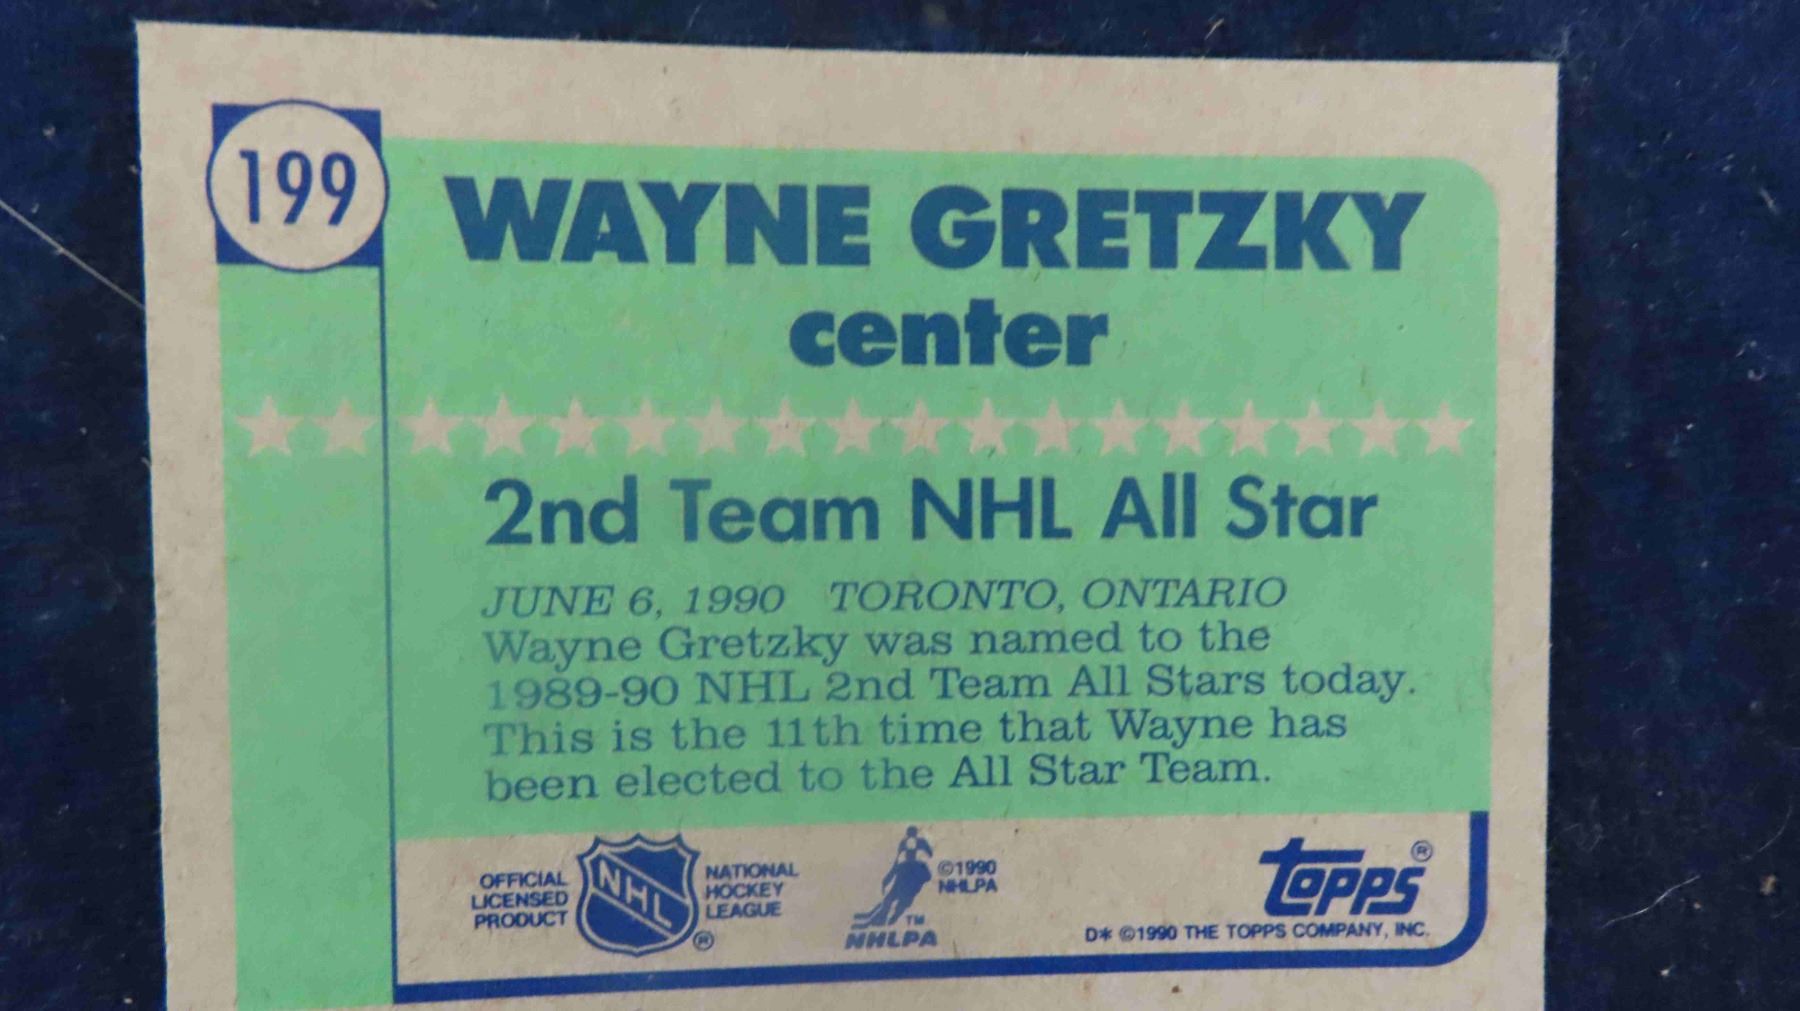 199
WAYNE GRETZKY
center
2nd Team NHL All Star
JUNE 6, 1990 TORONTO, ONTARIO
Wayne Gretzky was named to the
1989-90 NHL 2nd Team All Stars today.
This is the 11th time that Wayne has
been elected to the All Star Team.
OFFICIAL
LICENSED
PRODUCT
NHL
®
NATIONAL
HOCKEY
LEAGUE
TM
NHLPA
©1990
NHLPA
TOPPS®
D* ©1990 THE TOPPS COMPANY, INC.